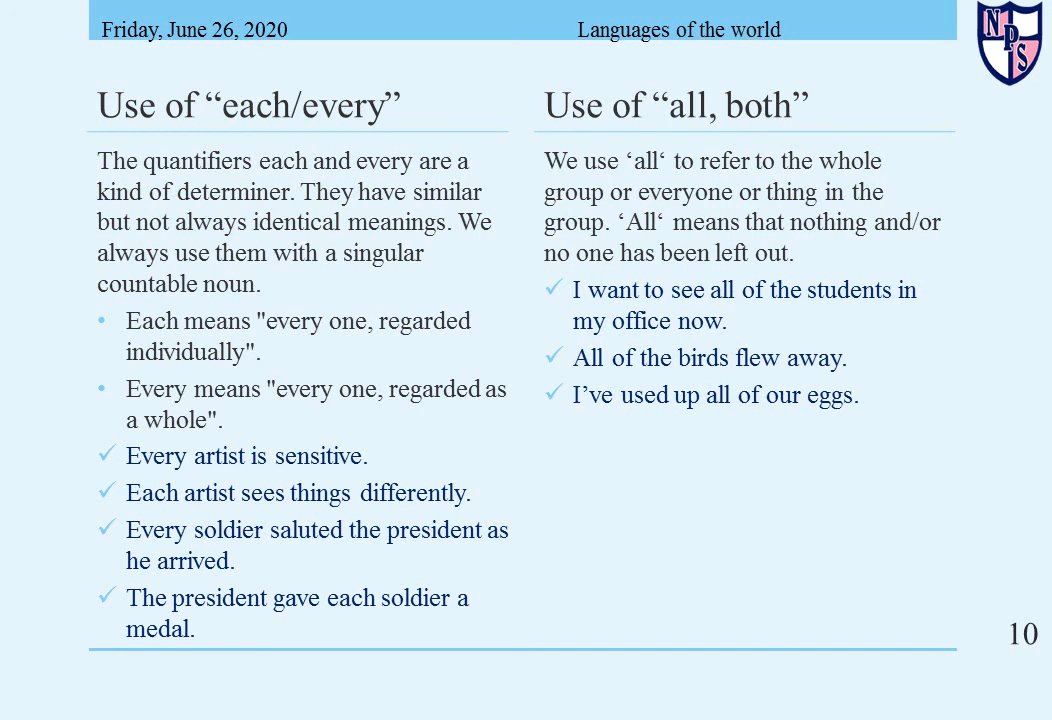 Friday, June 26, 2020
Languages of the world
NPS
Use of “each/every”
The quantifiers each and every are a
kind of determiner. They have similar
but not always identical meanings. We
always use them with a singular
countable noun.
• Each means "every one, regarded
individually".
• Every means "every one, regarded as
a whole".
✓ Every artist is sensitive.
✓ Each artist sees things differently.
✓ Every soldier saluted the president as
he arrived.
✓ The president gave each soldier a
medal.
Use of “all, both”
We use ‘all‘ to refer to the whole
group or everyone or thing in the
group. ‘All‘ means that nothing and/or
no one has been left out.
✓ I want to see all of the students in
my office now.
✓ All of the birds flew away.
✓ I’ve used up all of our eggs.
10